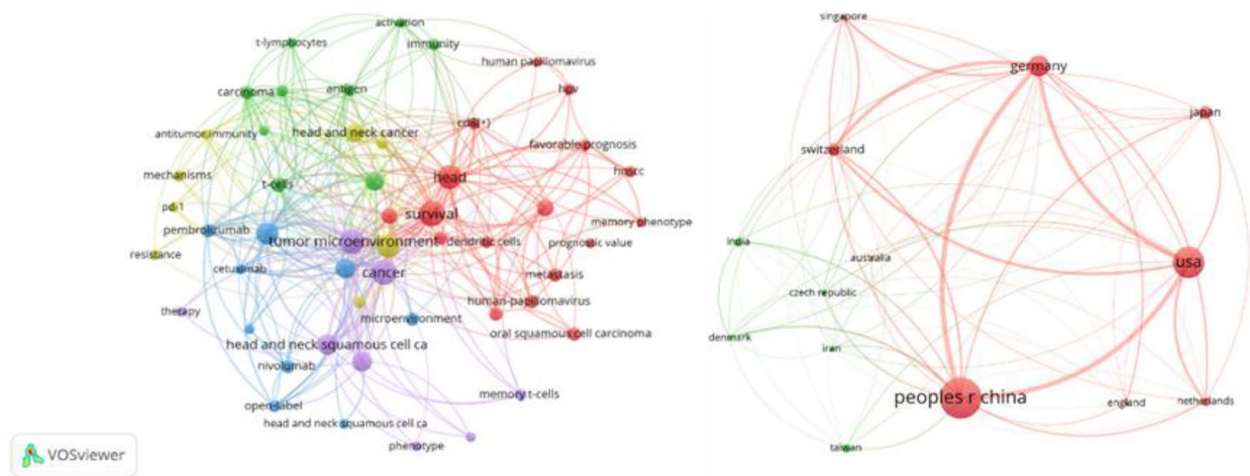 activation
t-lymphocytes
immunity
human papillomavirus
carcinoma
antigen
hpv
cd8(+)
antitumor immunity
head and neck cancer
favorable prognosis
hnscc
mechanisms
t-cells
head
pd-1
survival
memory phenotype
pembrolizumab
tumor microenvironment
dendritic cells
prognostic value
resistance
cetuximab
cancer
metastasis
therapy
human-papillomavirus
microenvironment
oral squamous cell carcinoma
head and neck squamous cell ca
nivolumab
memory t-cells
open-label
head and neck squamous cell ca
phenotype
VOSviewer
singapore
germany
japan
switzerland
india
australia
usa
czech republic
denmark
iran
peoples r china
england
netherlands
taiwan